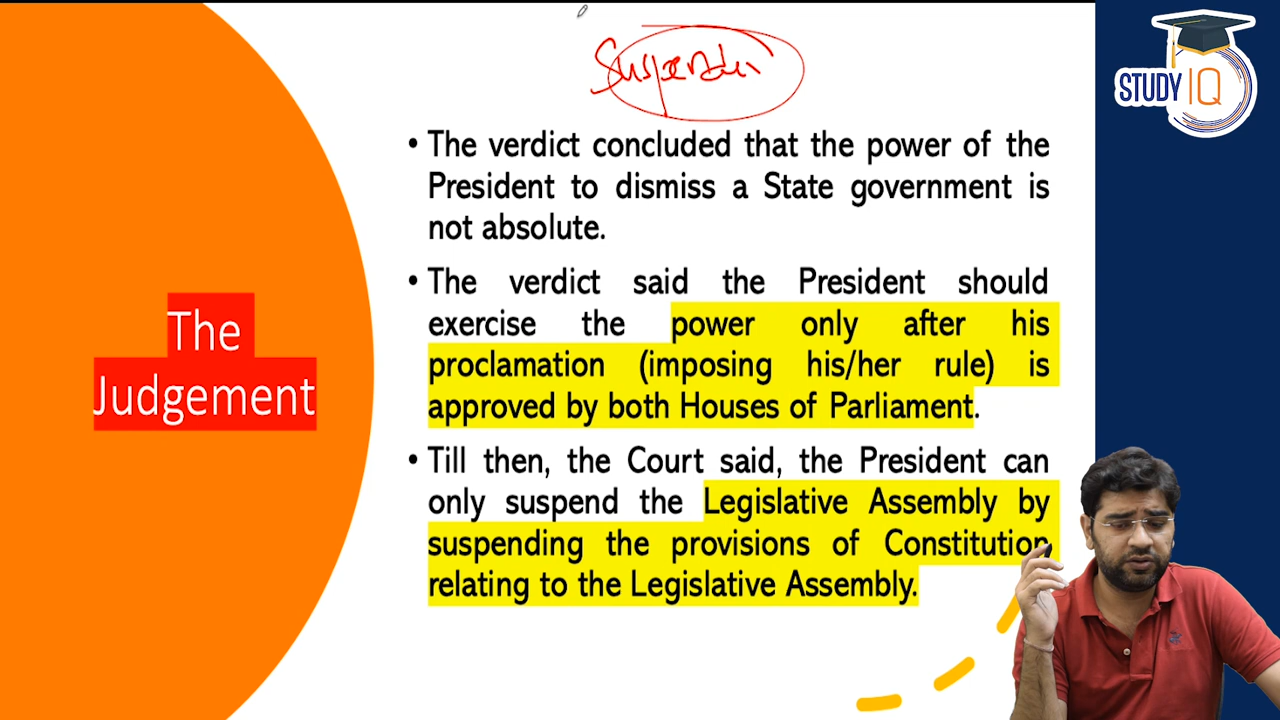 The
Judgement
• The verdict concluded that the power of the
President to dismiss a State government is
not absolute.
• The verdict said the President should
exercise the power only after his
proclamation (imposing his/her rule) is
approved by both Houses of Parliament.
• Till then, the Court said, the President can
only suspend the Legislative Assembly by
suspending the provisions of Constitution
relating to the Legislative Assembly.
STUDY IQ